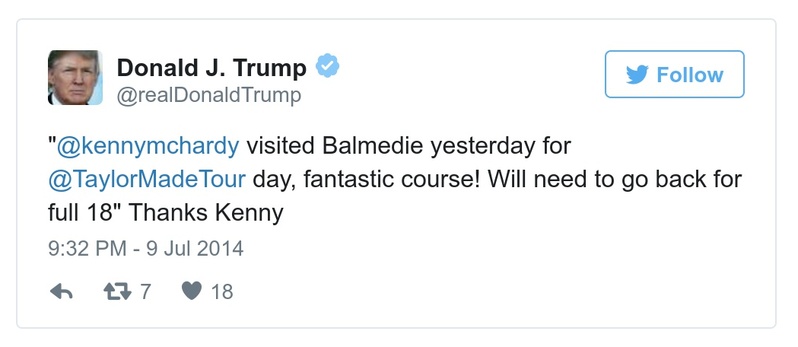 Donald J. Trump
@realDonaldTrump
Follow
"@kennymchardy visited Balmedie yesterday for
@TaylorMadeTour day, fantastic course! Will need to go back for
full 18" Thanks Kenny
9:32 PM - 9 Jul 2014
7 18